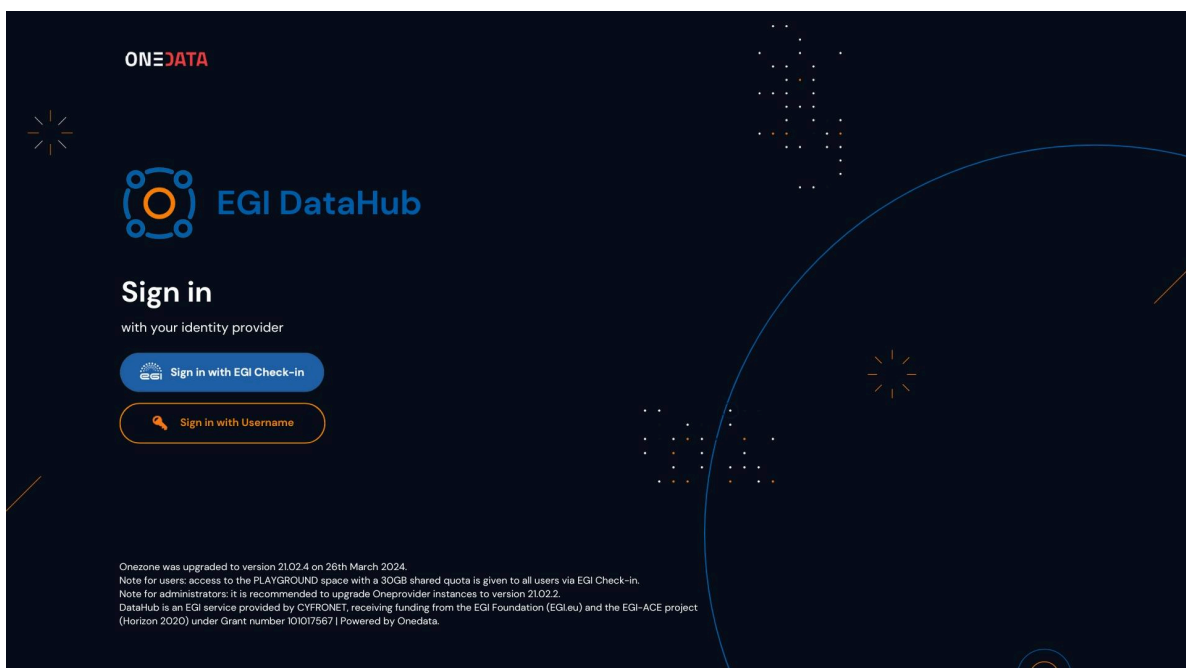 ONEDATA
EGI DataHub
Sign in
with your identity provider
EGI Sign in with EGI Check-in
Sign in with Username
Onezone was upgraded to version 21.02.4 on 26th March 2024.
Note for users: access to the PLAYGROUND space with a 30GB shared quota is given to all users via EGI Check-in.
Note for administrators: it is recommended to upgrade Oneprovider instances to version 21.02.2.
DataHub is an EGI service provided by CYFRONET, receiving funding from the EGI Foundation (EGI.eu) and the EGI-ACE project
(Horizon 2020) under Grant number 101017567 | Powered by Onedata.